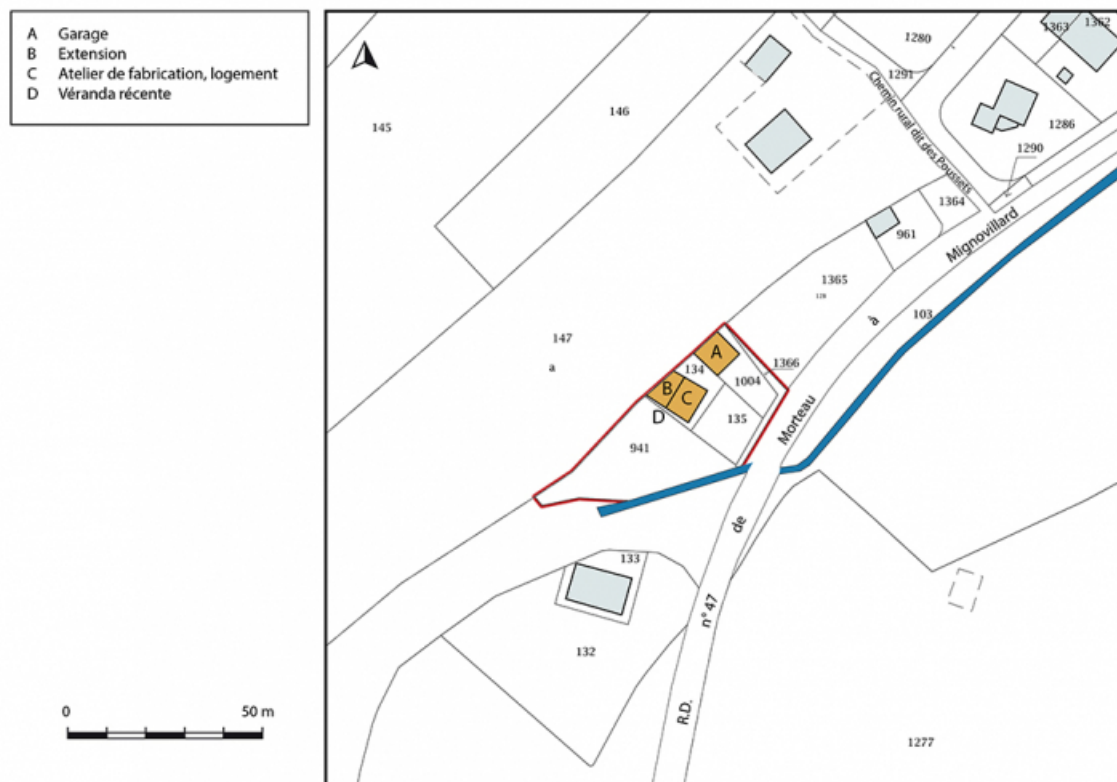 A Garage
B Extension
C Atelier de fabrication, logement
D Véranda récente
0 50 m
145
146
1280
1291
1363
1362
1286
1290
Chemin rural dit des Poussets
1364
961
Mignovillard
1365
119
à
103
147
a
A
134
B
C
D
1004
1366
135
Morteau
941
de
133
n° 47
132
R.D.
1277